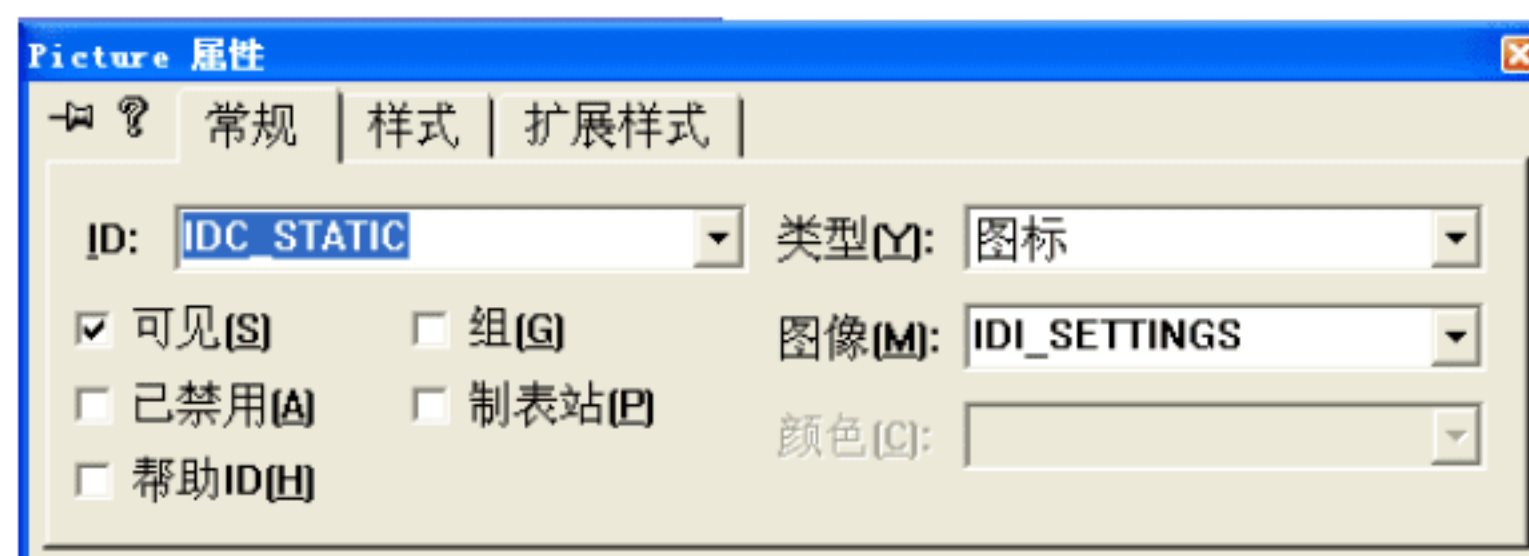 Picture 属性
常规 样式 扩展样式
ID: IDC_STATIC 类型(Y): 图标
可见(S) 组(G) 图像(M): IDI_SETTINGS
已禁用(A) 制表站(P) 颜色(C):
帮助ID(H)